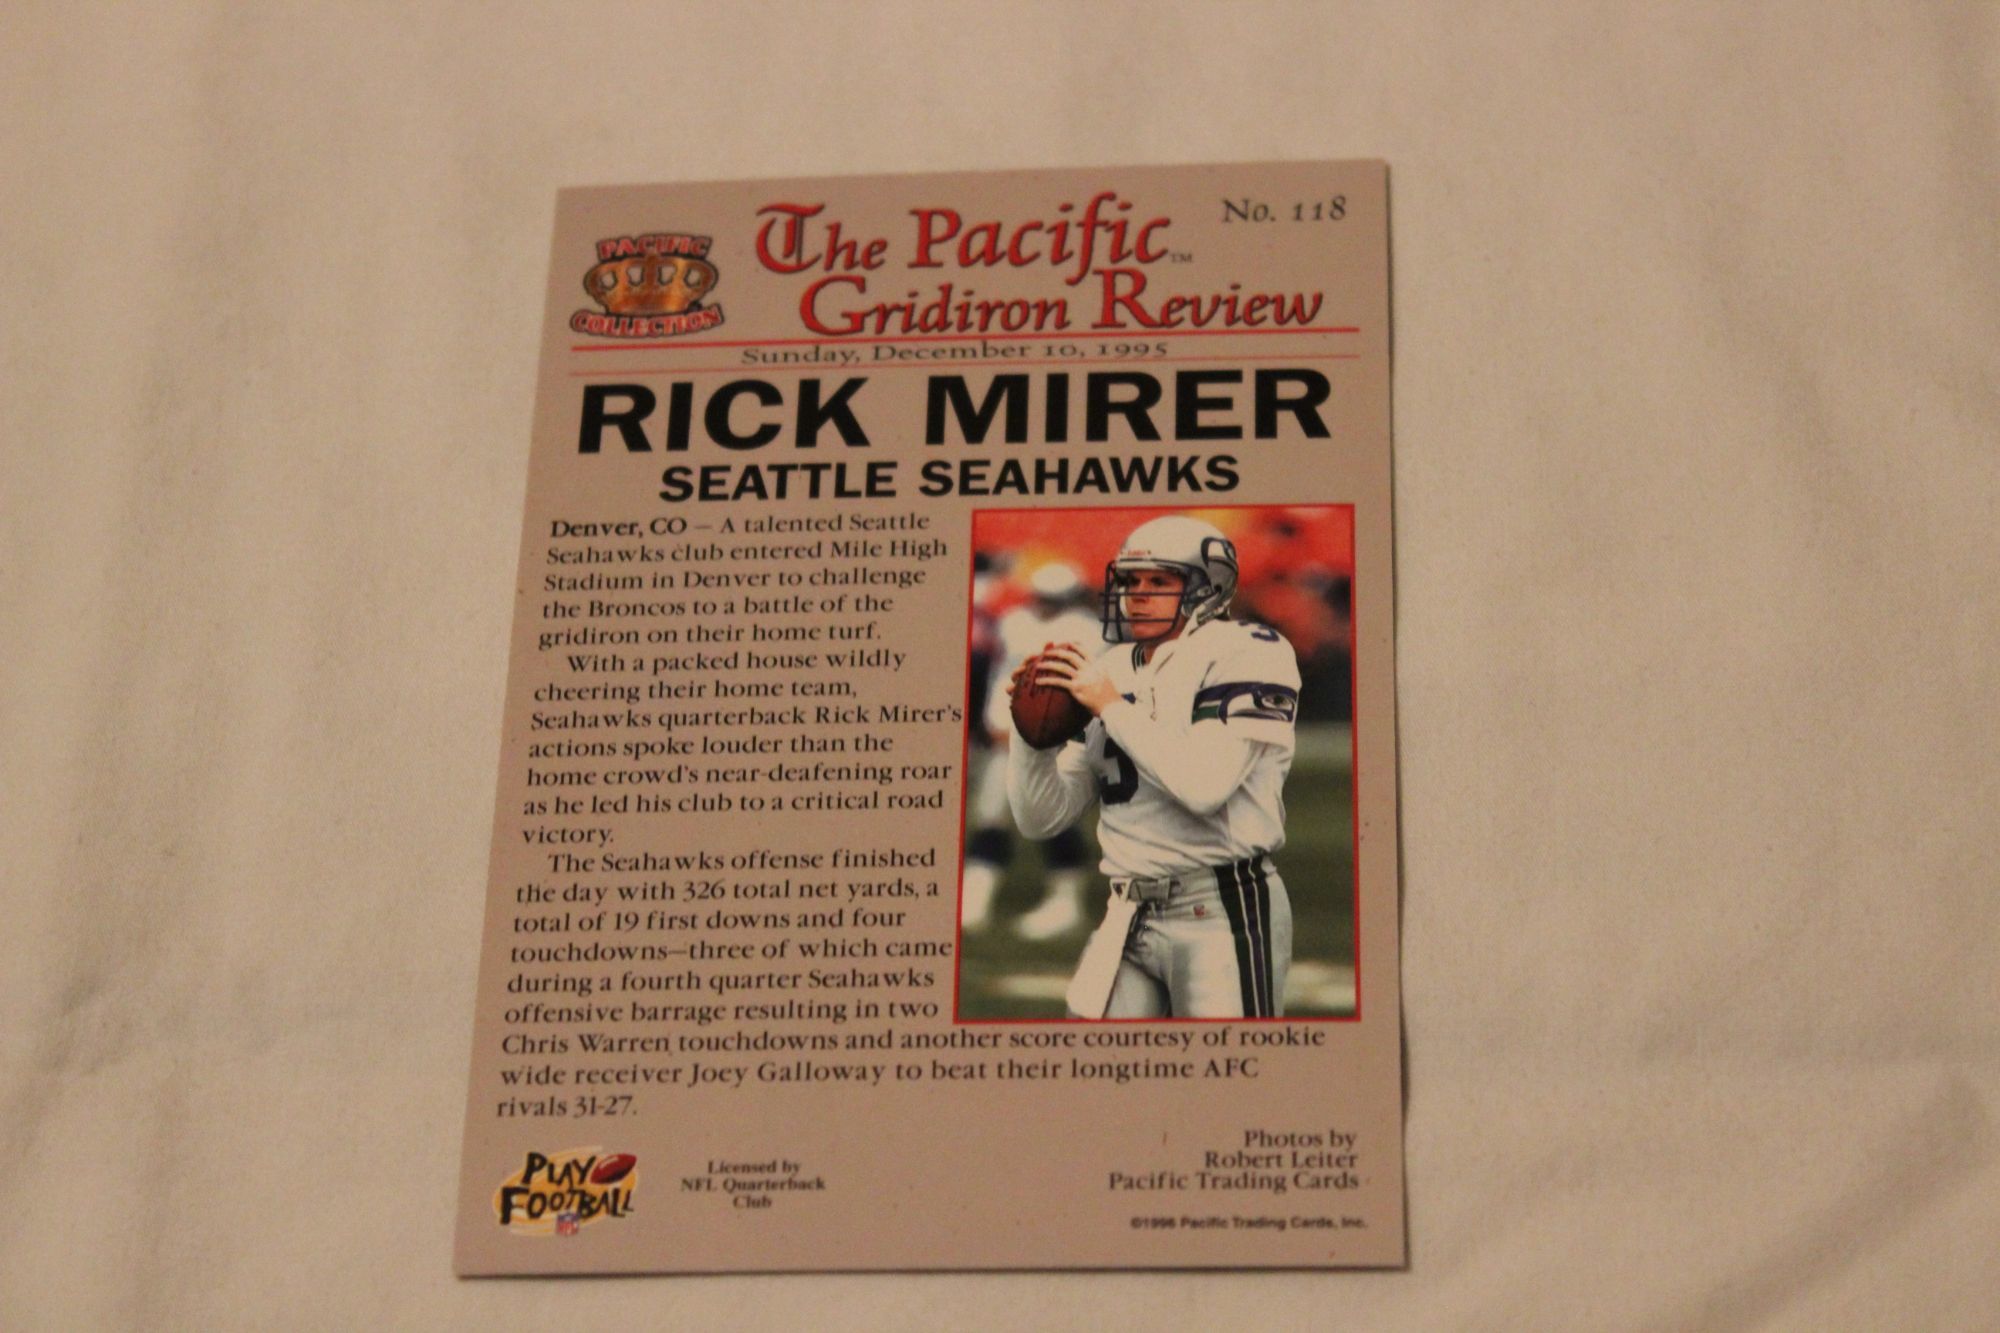 No. 118
PACIFIC
COLLECTION
The Pacific™
Gridiron Review
Sunday, December 10, 1995
RICK MIRER
SEATTLE SEAHAWKS
Denver, CO — A talented Seattle
Seahawks club entered Mile High
Stadium in Denver to challenge
the Broncos to a battle of the
gridiron on their home turf.
With a packed house wildly
cheering their home team,
Seahawks quarterback Rick Mirer's
actions spoke louder than the
home crowd's near-deafening roar
as he led his club to a critical road
victory.
The Seahawks offense finished
the day with 326 total net yards, a
total of 19 first downs and four
touchdowns—three of which came
during a fourth quarter Seahawks
offensive barrage resulting in two
Chris Warren touchdowns and another score courtesy of rookie
wide receiver Joey Galloway to beat their longtime AFC
rivals 31-27.
3
3
PLAY
FOOTBALL
NFL
Licensed by
NFL Quarterback
Club
Photos by
Robert Leiter
Pacific Trading Cards
©1996 Pacific Trading Cards, Inc.